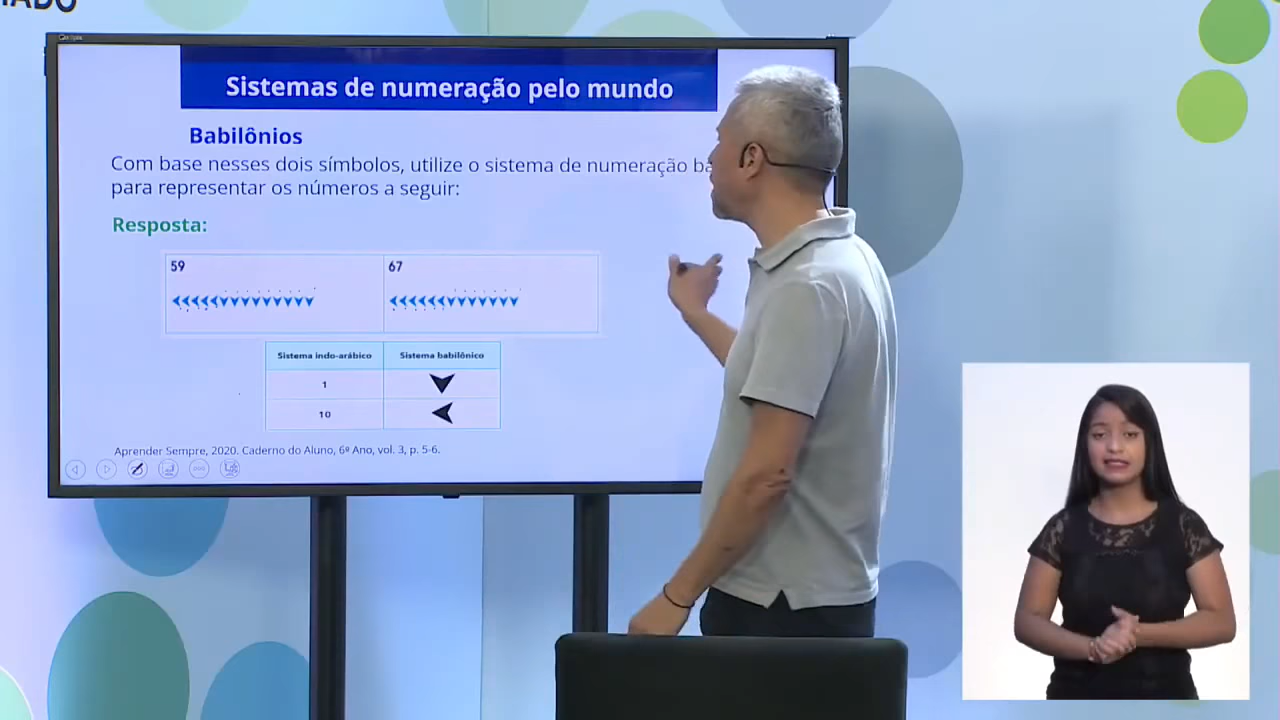 Sistemas de numeração pelo mundo
Babilônios
Com base nesses dois símbolos, utilize o sistema de numeração
para representar os números a seguir:
Resposta:
59 67
Sistema indo-arábico Sistema babilônico
1
10
Aprender Sempre, 2020. Caderno do Aluno, 6º Ano, vol. 3, p. 5-6.